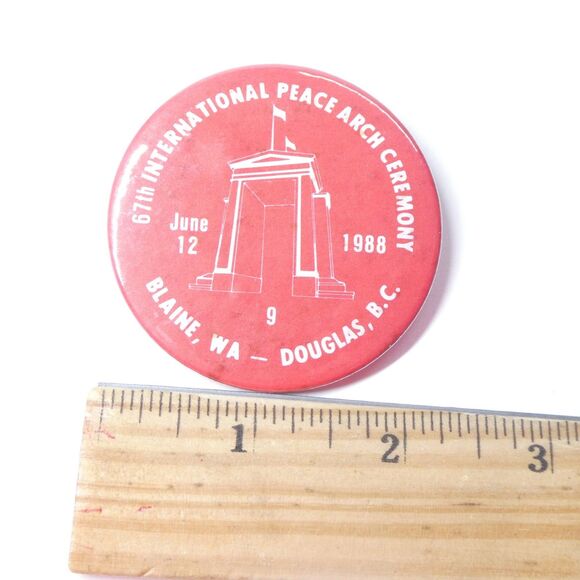 67th INTERNATIONAL PEACE ARCH CEREMONY
June
12
1988
9
BLAINE, WA — DOUGLAS, B.C.
1 2 3